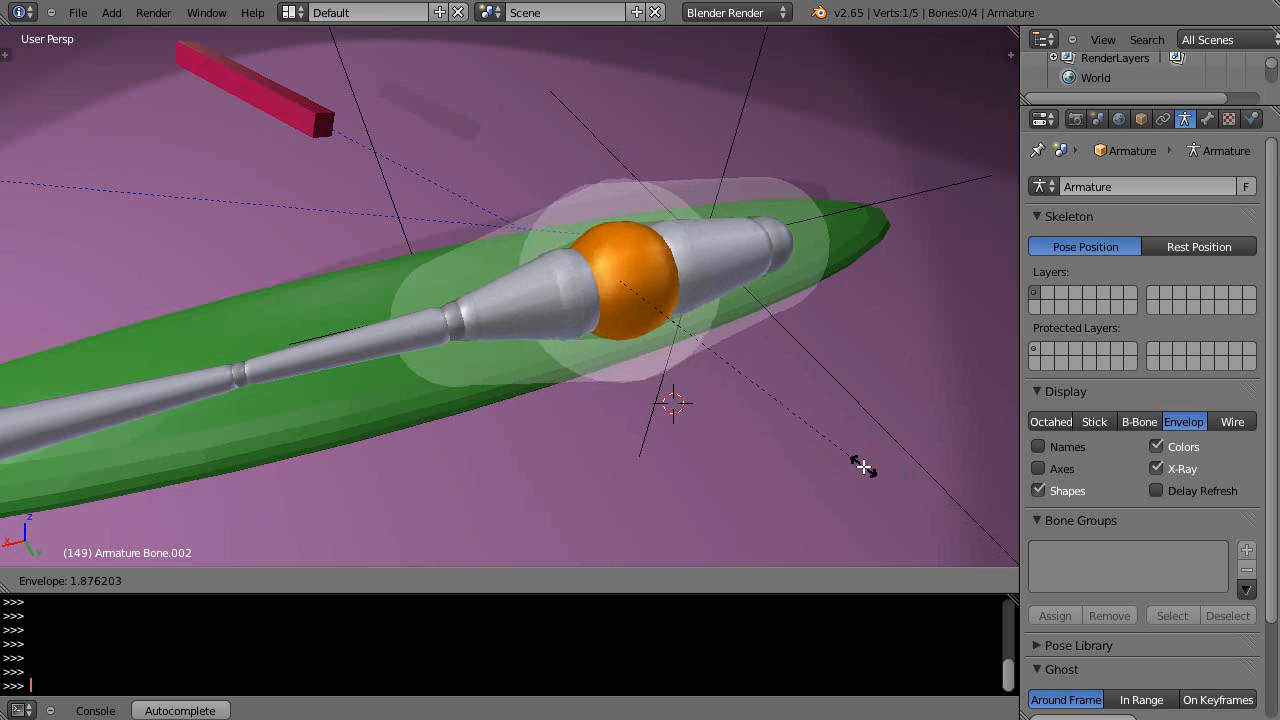 File Add Render Window Help Default Scene Blender Render v2.65 | Verts:1/5 | Bones:0/4 | Armature
User Persp
View Search All Scenes
RenderLayers
World
Armature Armature
Armature F
Skeleton
Pose Position Rest Position
Layers:
Protected Layers:
Display
Octahed Stick B-Bone Envelop Wire
Names Colors
Axes X-Ray
Shapes Delay Refresh
Bone Groups
Assign Remove Select Deselect
Pose Library
Ghost
Around Frame In Range On Keyframes
z
x
y
(149) Armature Bone.002
Envelope: 1.876203
>>>
>>>
>>>
>>>
>>>
>>>
>>>
Console Autocomplete